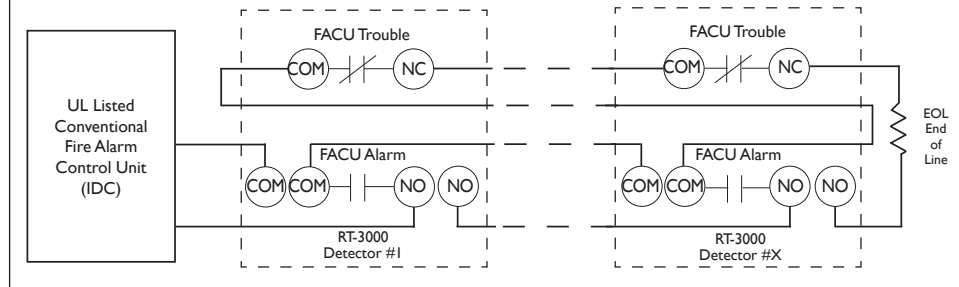 FACU Trouble
COM
NC
FACU Trouble
COM
NC
UL Listed
Conventional
Fire Alarm
Control Unit
(IDC)
EOL
End
of
Line
FACU Alarm
COM
COM
NO
NO
FACU Alarm
COM
COM
NO
NO
RT-3000
Detector #1
RT-3000
Detector #X